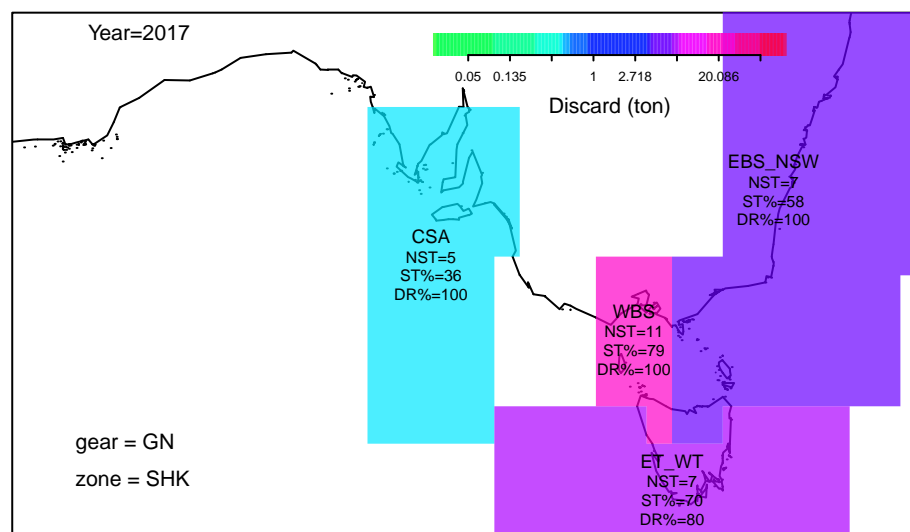 Year=2017
0.05 0.135 1 2.718 20.086
Discard (ton)
EBS_NSW
NST=7
ST%=58
DR%=100
CSA
NST=5
ST%=36
DR%=100
WBS
NST=11
ST%=79
DR%=100
gear = GN
zone = SHK
ET_WT
NST=7
ST%=70
DR%=80